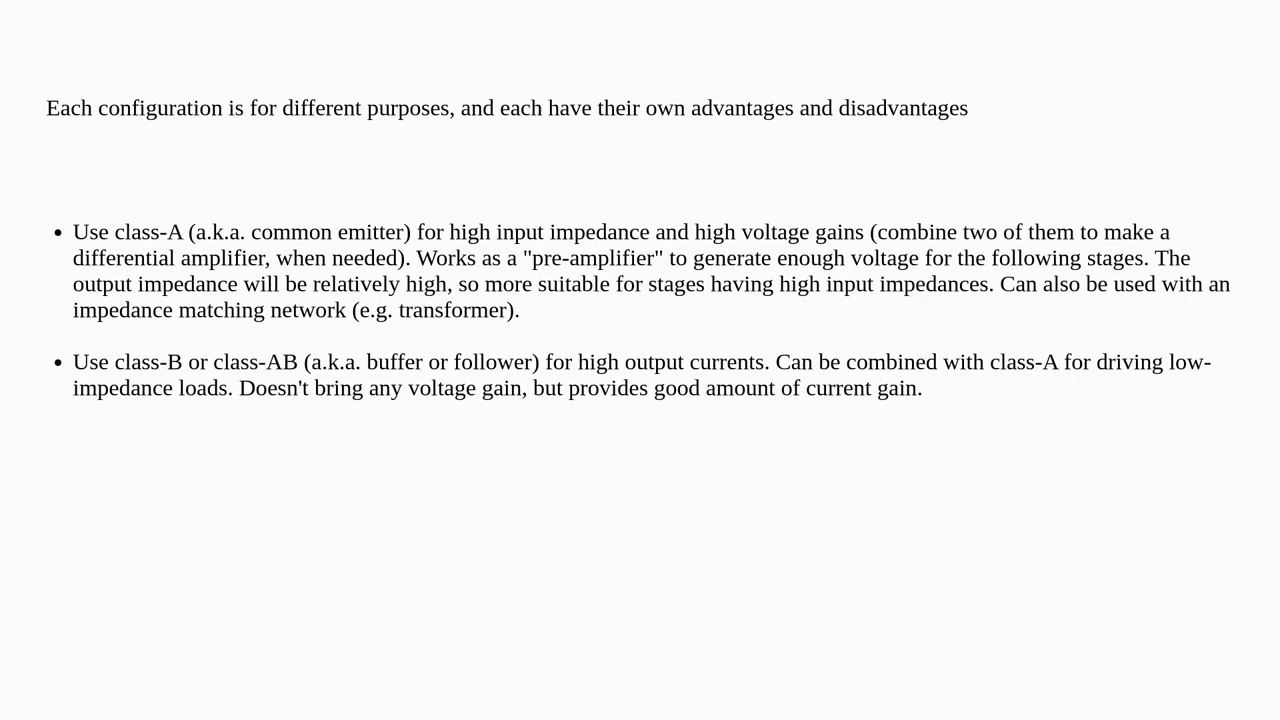 Each configuration is for different purposes, and each have their own advantages and disadvantages
• Use class-A (a.k.a. common emitter) for high input impedance and high voltage gains (combine two of them to make a
differential amplifier, when needed). Works as a "pre-amplifier" to generate enough voltage for the following stages. The
output impedance will be relatively high, so more suitable for stages having high input impedances. Can also be used with an
impedance matching network (e.g. transformer).
• Use class-B or class-AB (a.k.a. buffer or follower) for high output currents. Can be combined with class-A for driving low-
impedance loads. Doesn't bring any voltage gain, but provides good amount of current gain.